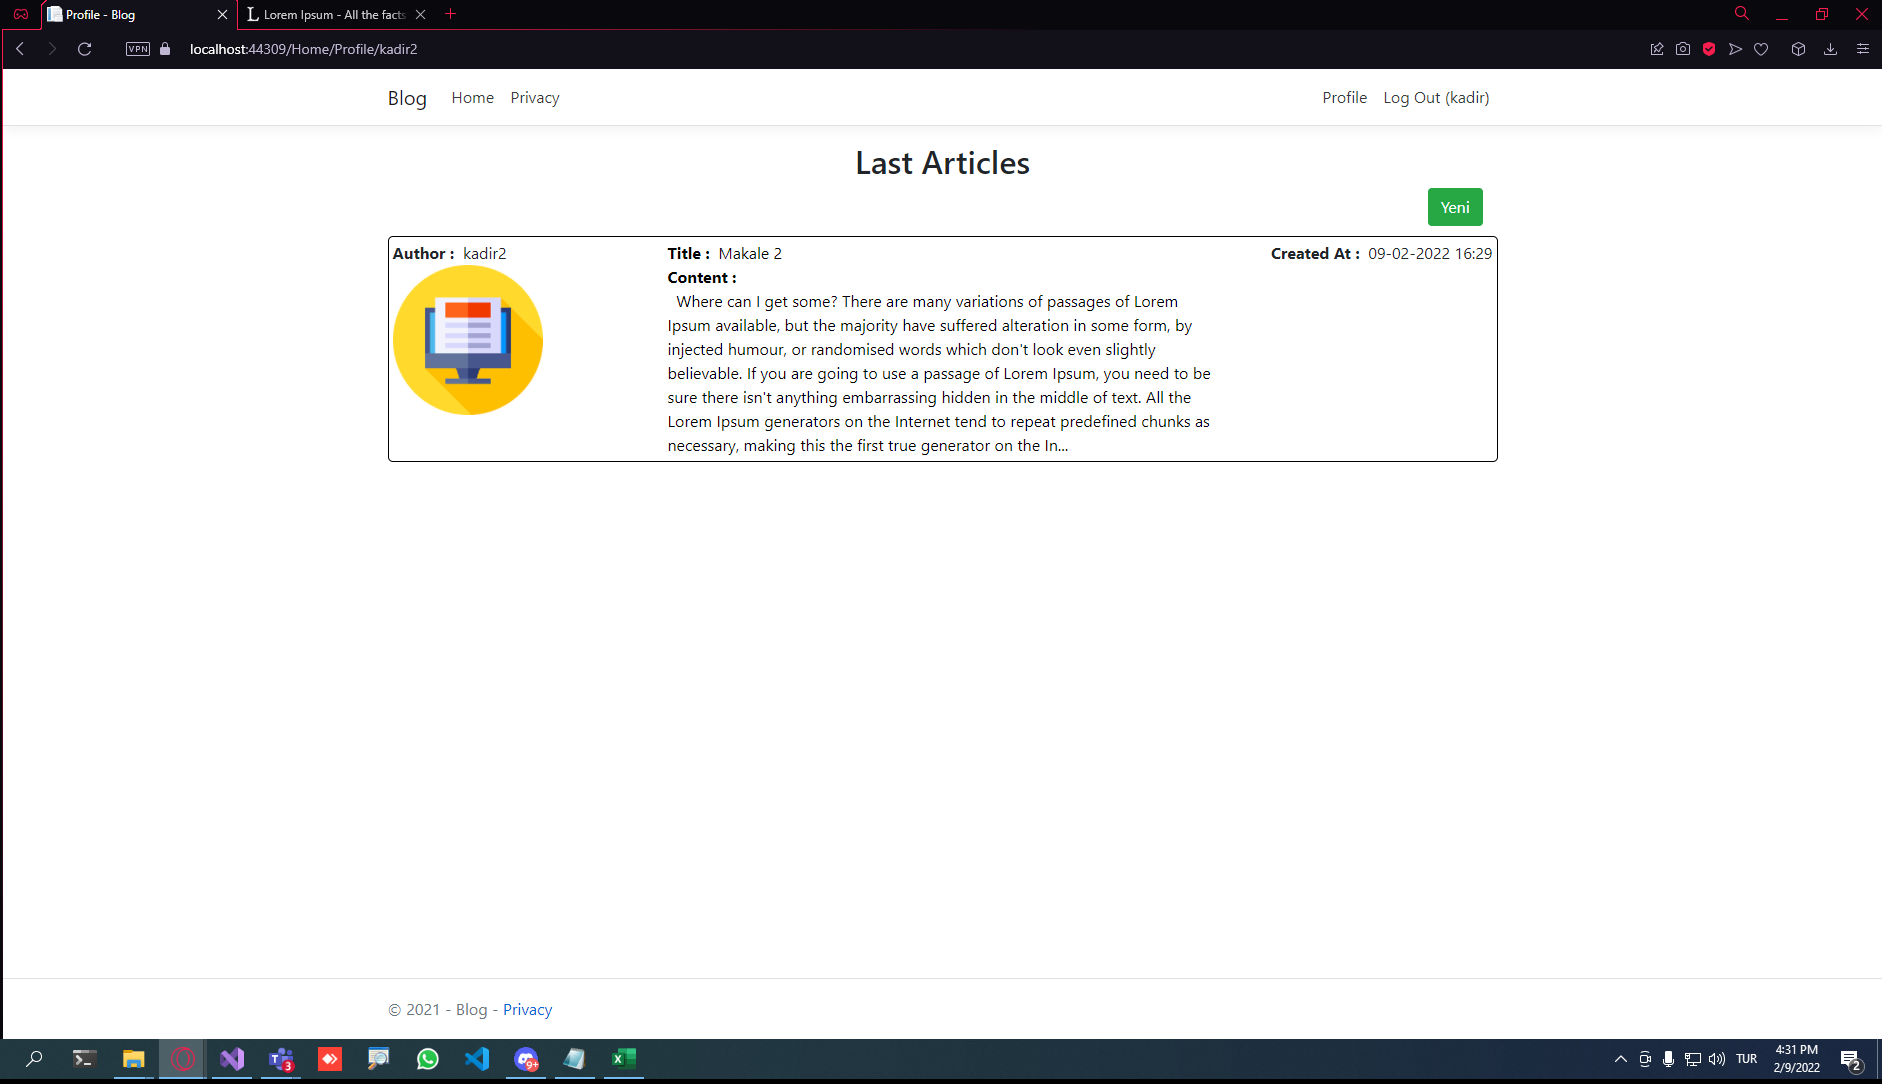 Profile - Blog
Lorem Ipsum - All the facts
VPN
localhost:44309/Home/Profile/kadir2
Blog Home Privacy Profile Log Out (kadir)
Last Articles
Yeni
Author : kadir2 Title : Makale 2 Created At : 09-02-2022 16:29
Content :
Where can I get some? There are many variations of passages of Lorem
Ipsum available, but the majority have suffered alteration in some form, by
injected humour, or randomised words which don't look even slightly
believable. If you are going to use a passage of Lorem Ipsum, you need to be
sure there isn't anything embarrassing hidden in the middle of text. All the
Lorem Ipsum generators on the Internet tend to repeat predefined chunks as
necessary, making this the first true generator on the In...
© 2021 - Blog - Privacy
3
9+
TUR
4:31 PM
2/9/2022
2